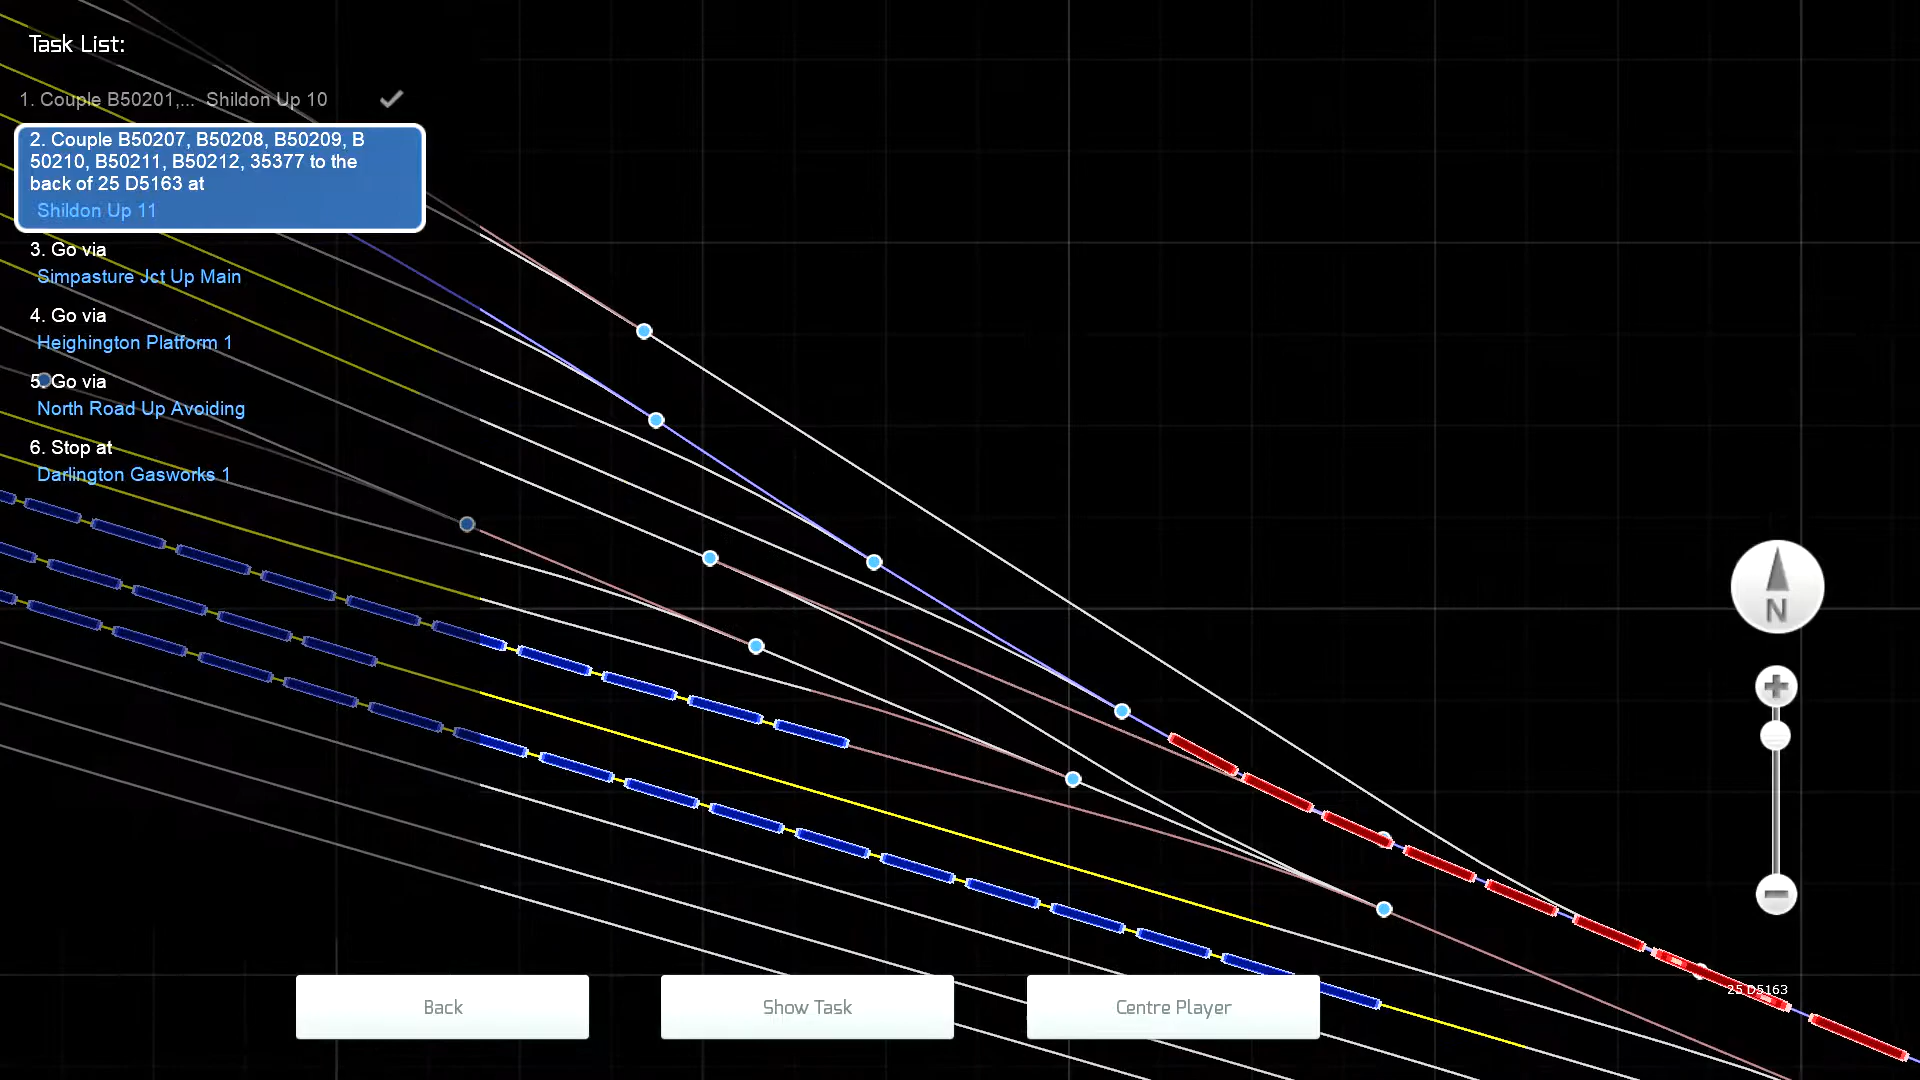 Task List:
1. Couple B50201,... Shildon Up 10
2. Couple B50207, B50208, B50209, B
50210, B50211, B50212, 35377 to the
back of 25 D5163 at
Shildon Up 11
3. Go via
Simpasture Jct Up Main
4. Go via
Heighington Platform 1
5. Go via
North Road Up Avoiding
6. Stop at
Darlington Gasworks 1
N
25 D5163
Back
Show Task
Centre Player